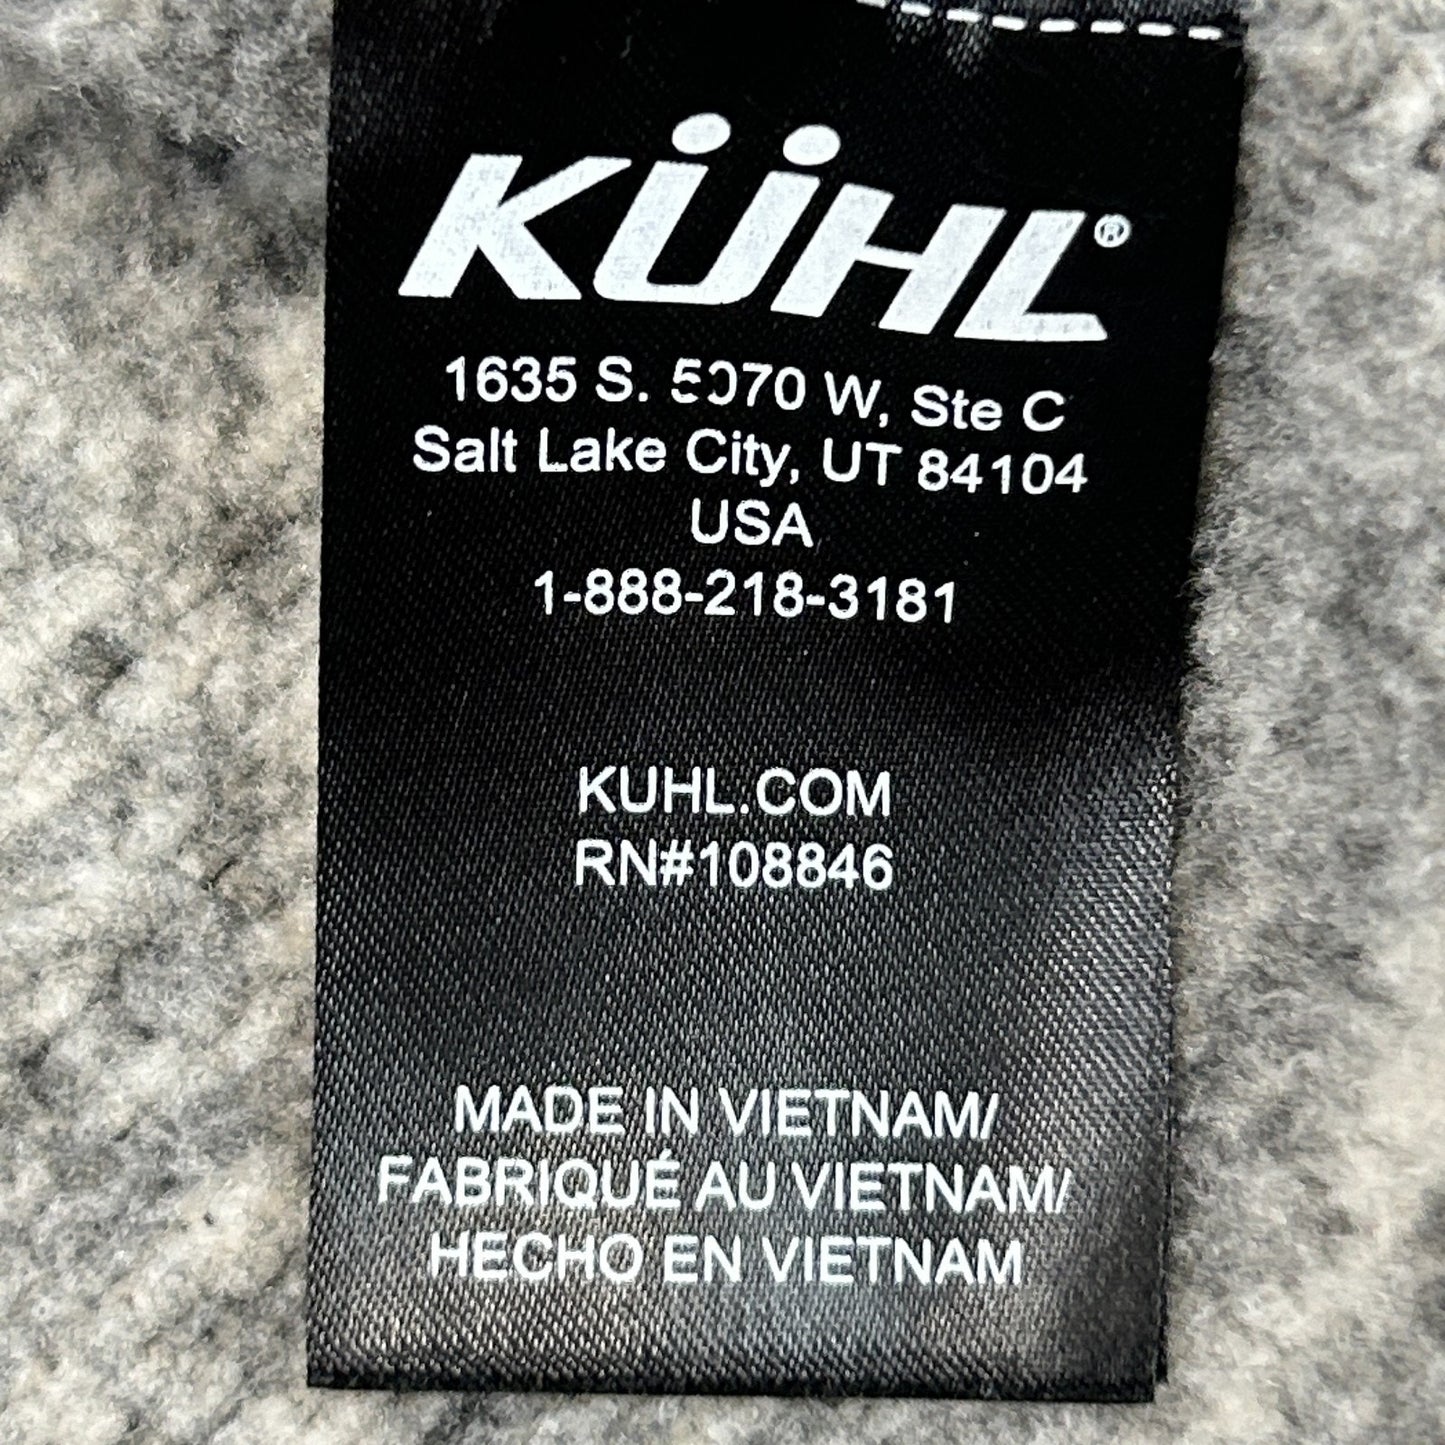 KÜHL®
1635 S. 5070 W, Ste C
Salt Lake City, UT 84104
USA
1-888-218-3181
KUHL.COM
RN#108846
MADE IN VIETNAM/
FABRIQUÉ AU VIETNAM/
HECHO EN VIETNAM